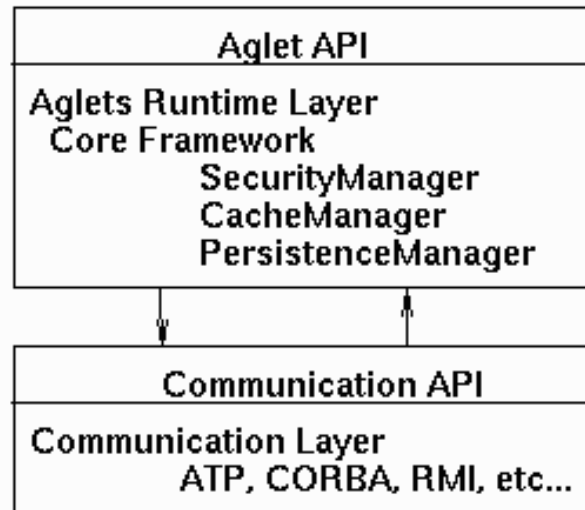 Aglet API
Aglets Runtime Layer
Core Framework
SecurityManager
CacheManager
PersistenceManager
Communication API
Communication Layer
ATP, CORBA, RMI, etc...